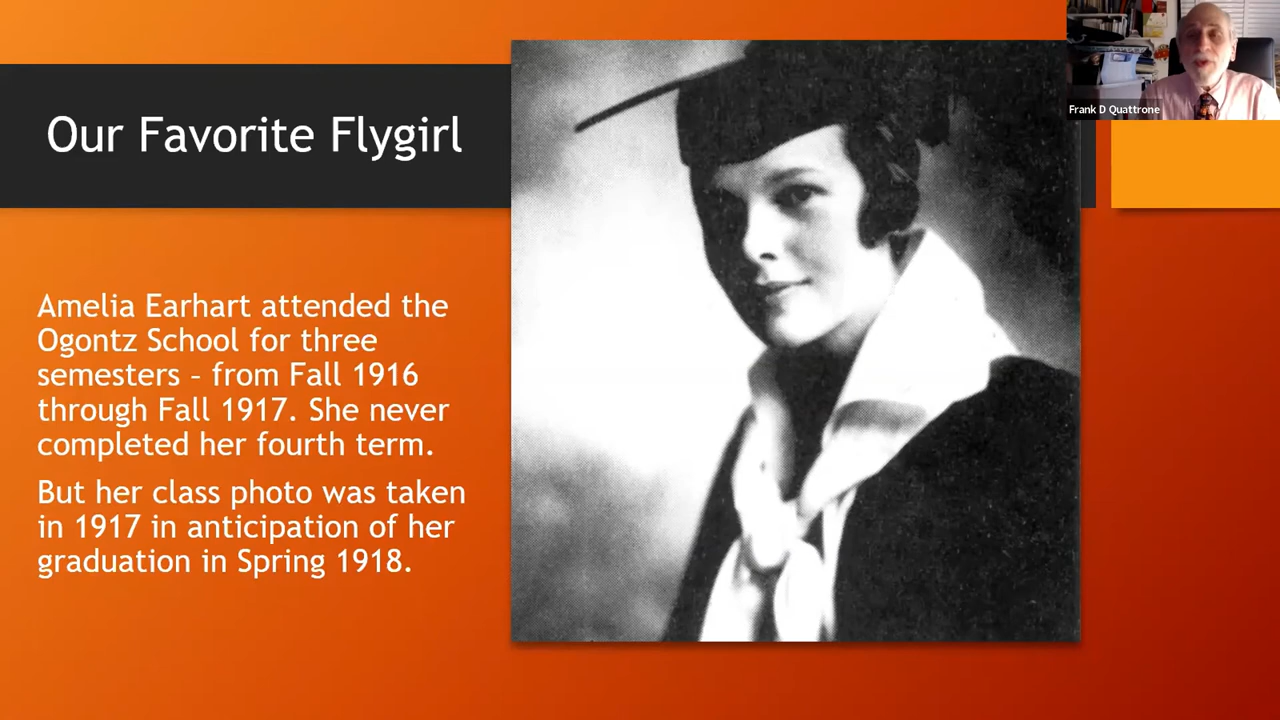 Our Favorite Flygirl
Frank D Quattrone
Amelia Earhart attended the
Ogontz School for three
semesters – from Fall 1916
through Fall 1917. She never
completed her fourth term.
But her class photo was taken
in 1917 in anticipation of her
graduation in Spring 1918.